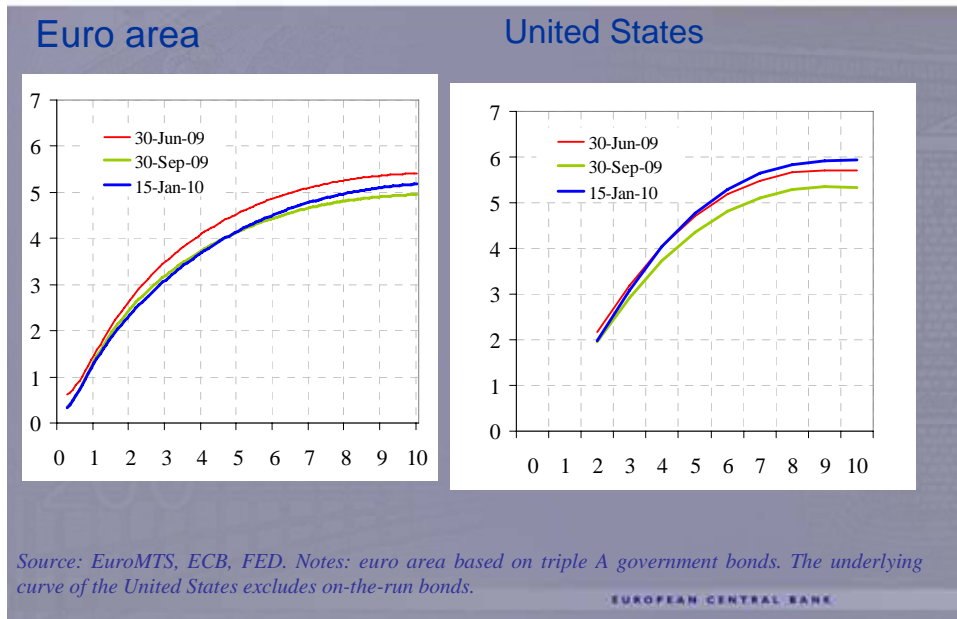 Euro area
United States
7
6
5
4
3
2
1
0
30-Jun-09
30-Sep-09
15-Jan-10
0 1 2 3 4 5 6 7 8 9 10
7
6
5
4
3
2
1
0
30-Jun-09
30-Sep-09
15-Jan-10
0 1 2 3 4 5 6 7 8 9 10
Source: EuroMTS, ECB, FED. Notes: euro area based on triple A government bonds. The underlying
curve of the United States excludes on-the-run bonds.
EUROPEAN CENTRAL BANK